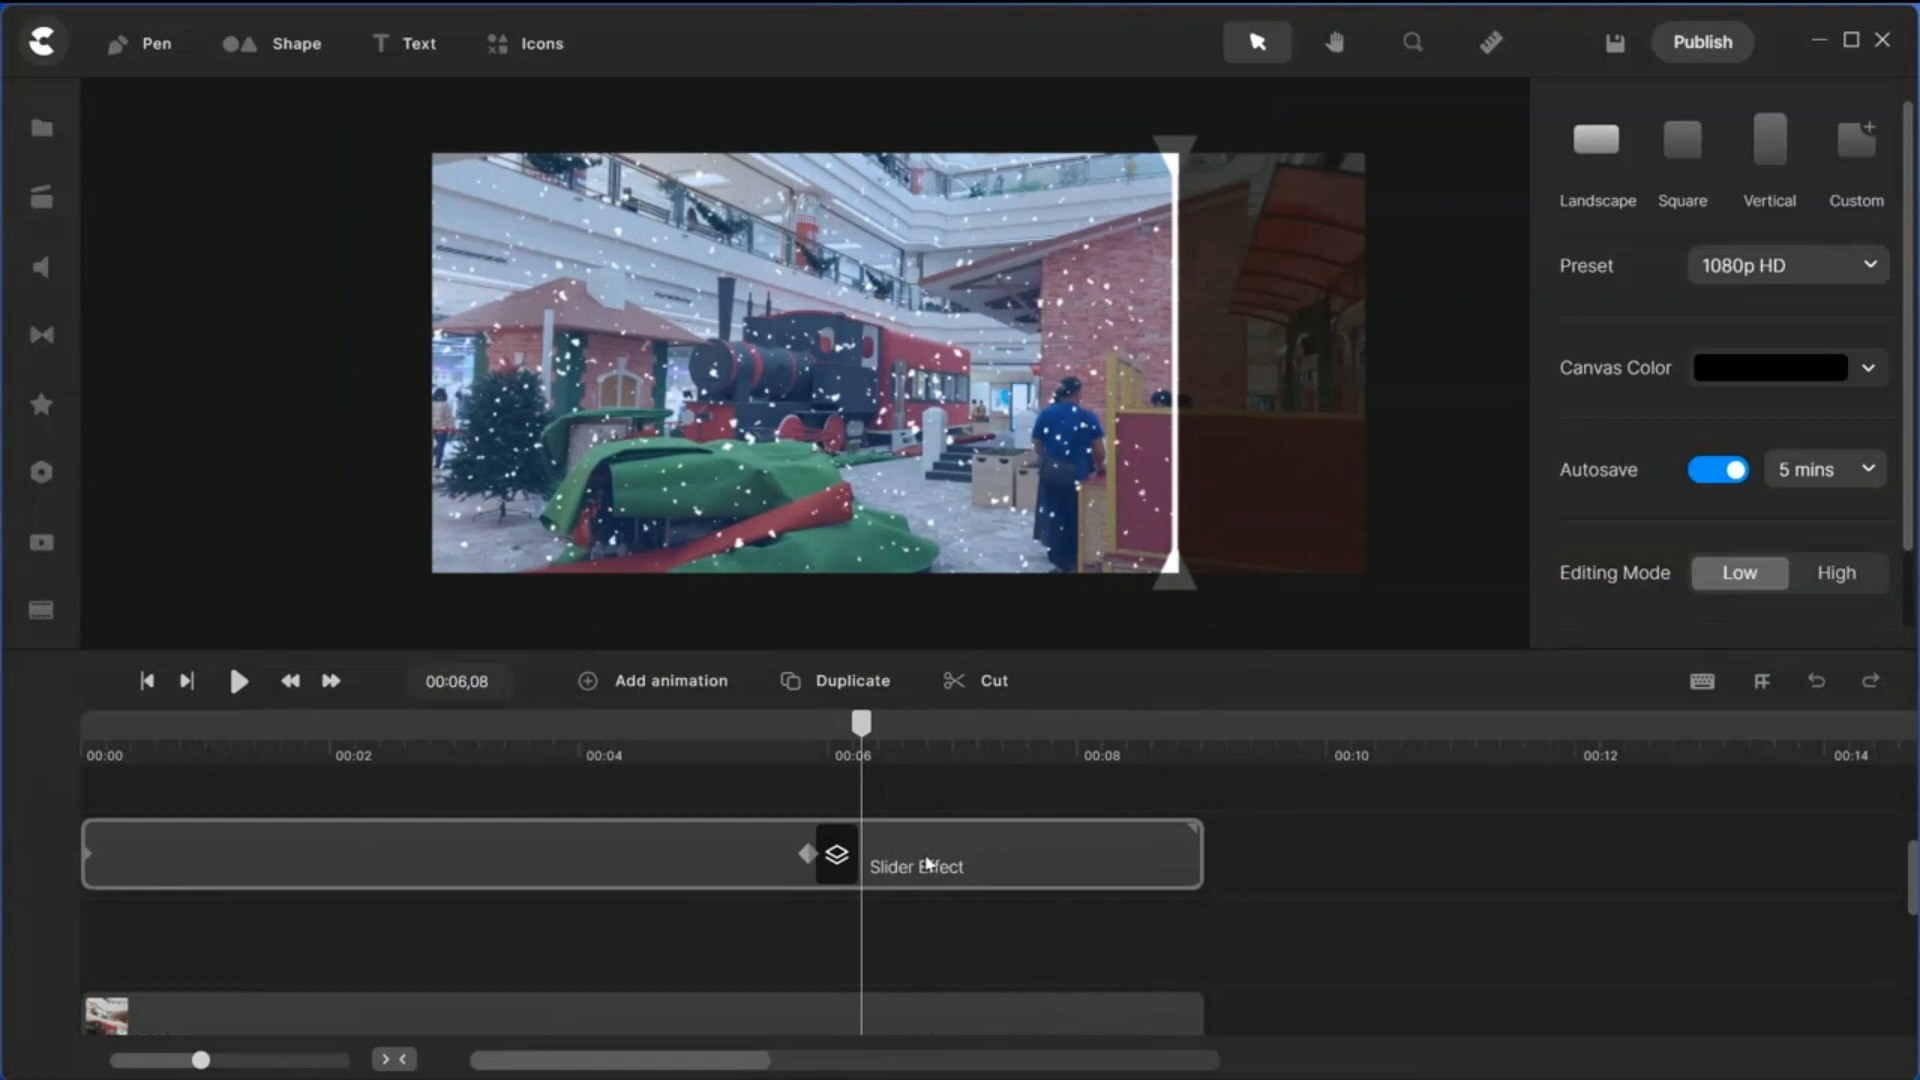 Pen
Shape
Text
Icons
Publish
Landscape
Square
Vertical
Custom
Preset
1080p HD
Canvas Color
Autosave
5 mins
Editing Mode
Low
High
00:06,08
Add animation
Duplicate
Cut
00:00
00:02
00:04
00:06
00:08
00:10
00:12
00:14
Slider Effect